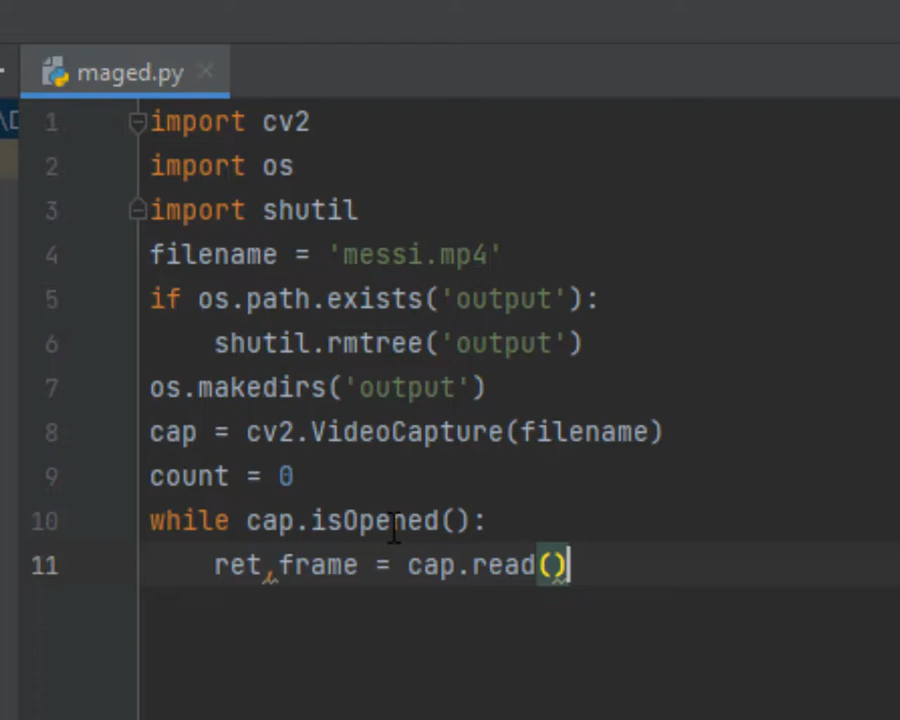 maged.py
\D
1 import cv2
2 import os
3 import shutil
4 filename = 'messi.mp4'
5 if os.path.exists('output'):
6     shutil.rmtree('output')
7 os.makedirs('output')
8 cap = cv2.VideoCapture(filename)
9 count = 0
10 while cap.isOpened():
11     ret,frame = cap.read()